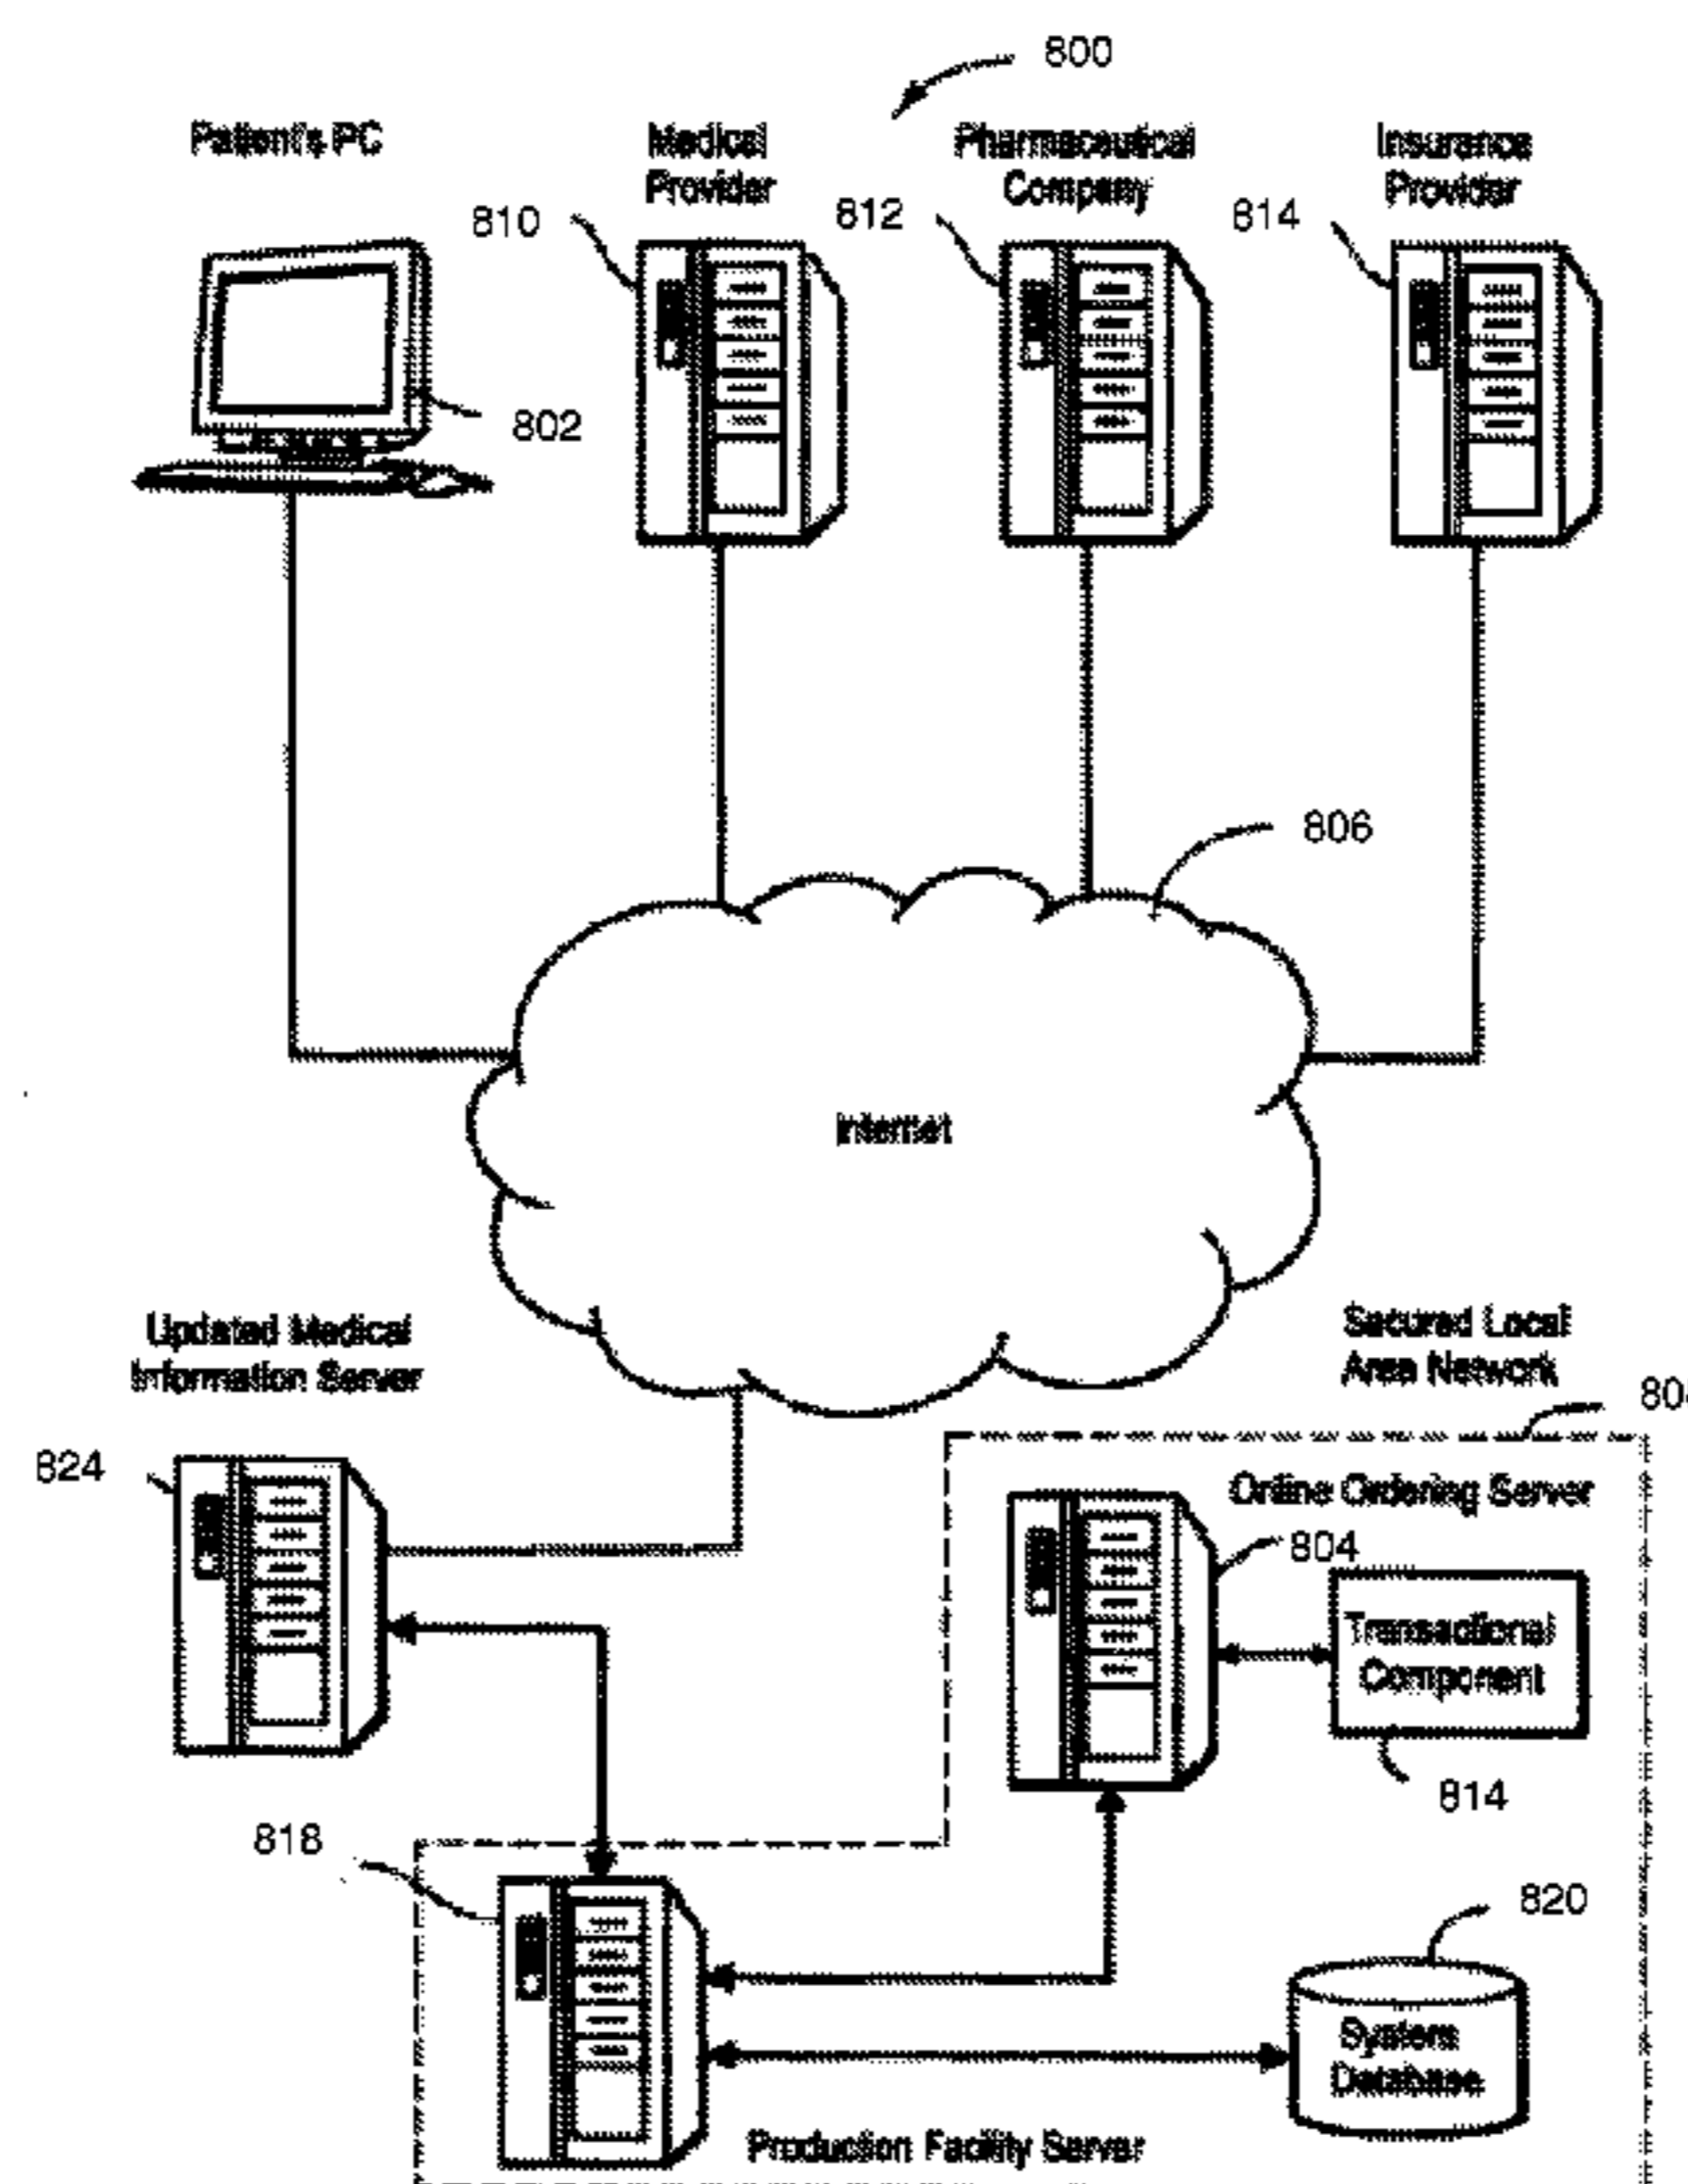 800
Patient's PC
Medical
Provider
Pharmaceutical
Company
Insurance
Provider
810
812
814
802
806
Internet
Updated Medical
Information Server
Secured Local
Area Network
824
Online Ordering Server
804
Transactional
Component
814
818
820
System
Database
Production Facility Server